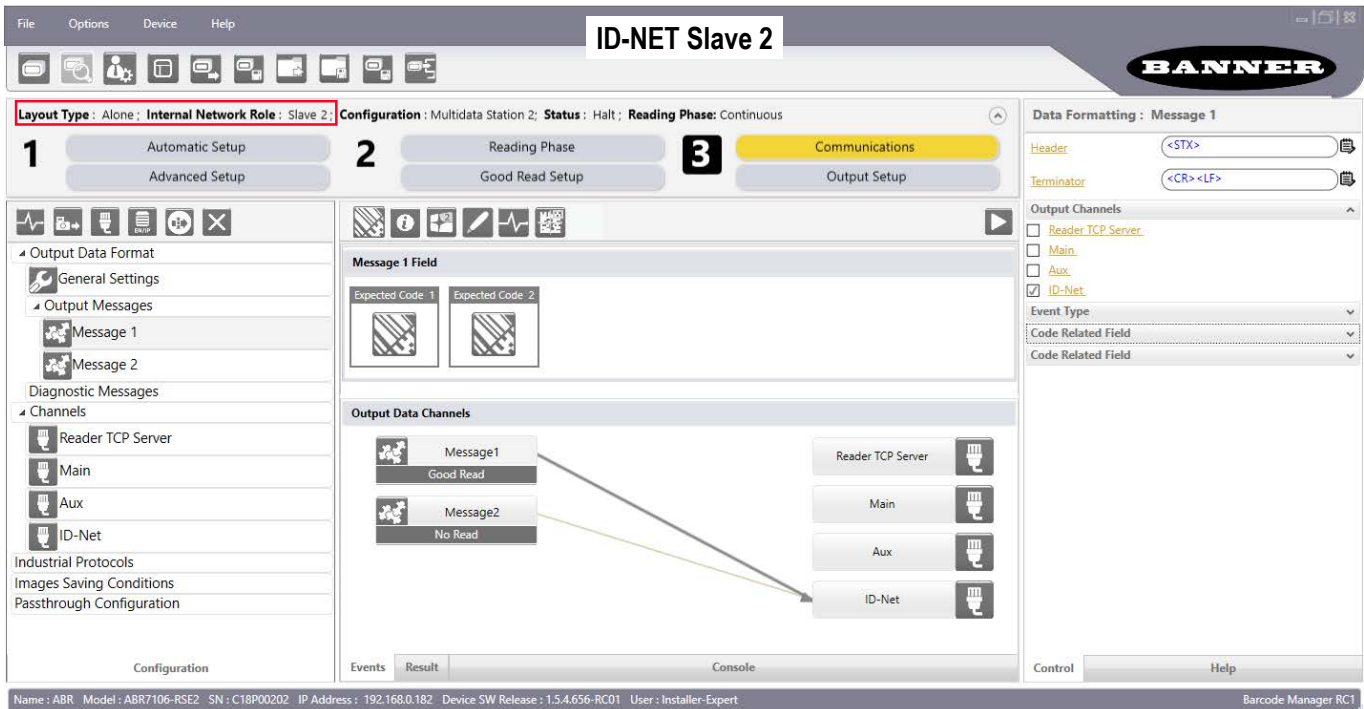 File Options Device Help
ID-NET Slave 2
BANNER
Layout Type : Alone ; Internal Network Role : Slave 2 ; Configuration : Multidata Station 2; Status : Halt ; Reading Phase: Continuous
1
Automatic Setup
Advanced Setup
2
Reading Phase
Good Read Setup
3
Communications
Output Setup
EN/IP
Output Data Format
General Settings
Output Messages
Message 1
Message 2
Diagnostic Messages
Channels
Reader TCP Server
Main
Aux
ID-Net
Industrial Protocols
Images Saving Conditions
Passthrough Configuration
Configuration
Message 1 Field
Expected Code 1
Expected Code 2
Output Data Channels
Message1
Good Read
Message2
No Read
Reader TCP Server
Main
Aux
ID-Net
Events Result Console
Data Formatting : Message 1
Header <STX>
Terminator <CR><LF>
Output Channels
Reader TCP Server
Main
Aux
ID-Net
Event Type
Code Related Field
Code Related Field
Control Help
Name : ABR Model : ABR7106-RSE2 SN : C18P00202 IP Address : 192.168.0.182 Device SW Release : 1.5.4.656-RC01 User : Installer-Expert
Barcode Manager RC1